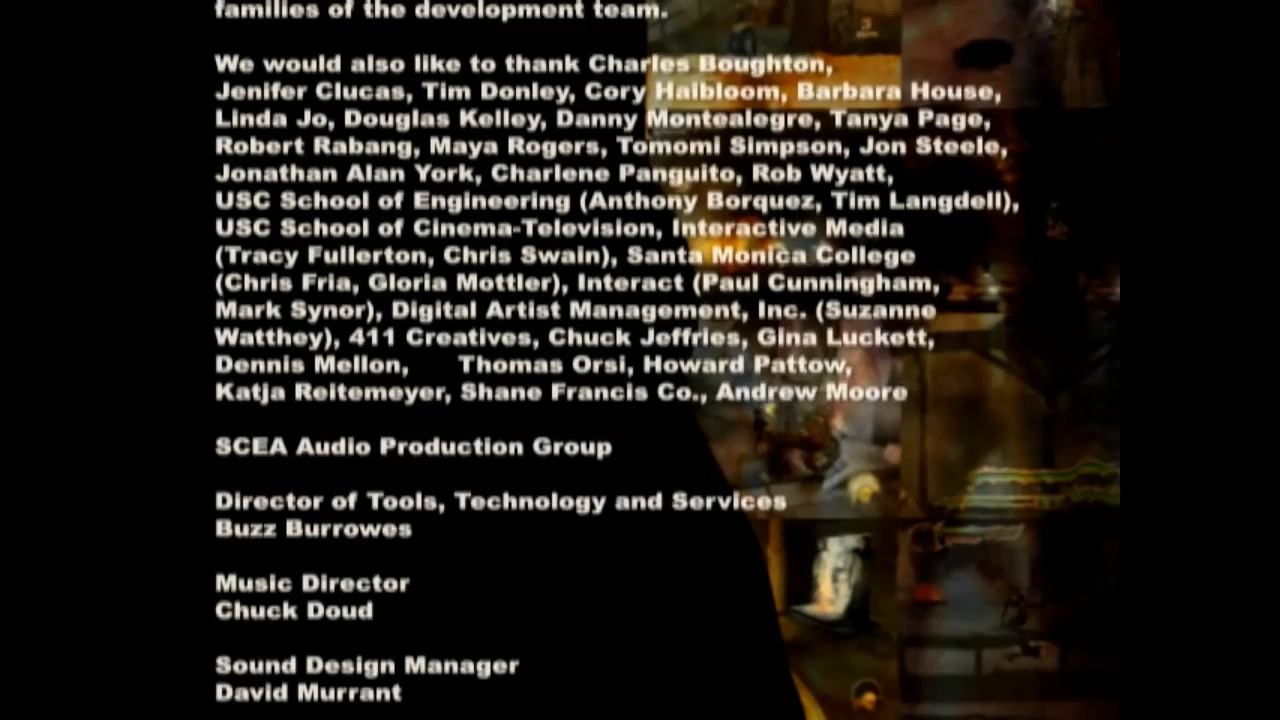 families of the development team.
We would also like to thank Charles Boughton,
Jenifer Clucas, Tim Donley, Cory Haibloom, Barbara House,
Linda Jo, Douglas Kelley, Danny Montealegre, Tanya Page,
Robert Rabang, Maya Rogers, Tomomi Simpson, Jon Steele,
Jonathan Alan York, Charlene Panguito, Rob Wyatt,
USC School of Engineering (Anthony Borquez, Tim Langdell),
USC School of Cinema-Television, Interactive Media
(Tracy Fullerton, Chris Swain), Santa Monica College
(Chris Fria, Gloria Mottler), Interact (Paul Cunningham,
Mark Synor), Digital Artist Management, Inc. (Suzanne
Watthey), 411 Creatives, Chuck Jeffries, Gina Luckett,
Dennis Mellon, Thomas Orsi, Howard Pattow,
Katja Reitemeyer, Shane Francis Co., Andrew Moore
SCEA Audio Production Group
Director of Tools, Technology and Services
Buzz Burrowes
Music Director
Chuck Doud
Sound Design Manager
David Murrant